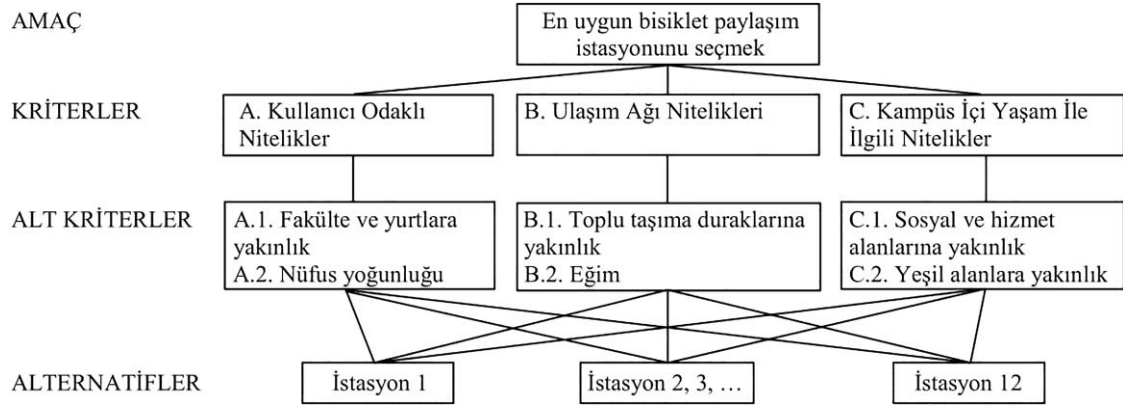 AMAÇ
En uygun bisiklet paylaşım
istasyonunu seçmek
KRİTERLER
A. Kullanıcı Odaklı
Nitelikler
B. Ulaşım Ağı Nitelikleri
C. Kampüs İçi Yaşam İle
İlgili Nitelikler
ALT KRİTERLER
A.1. Fakülte ve yurtlara
yakınlık
A.2. Nüfus yoğunluğu
B.1. Toplu taşıma duraklarına
yakınlık
B.2. Eğim
C.1. Sosyal ve hizmet
alanlarına yakınlık
C.2. Yeşil alanlara yakınlık
ALTERNATİFLER
İstasyon 1
İstasyon 2, 3, …
İstasyon 12